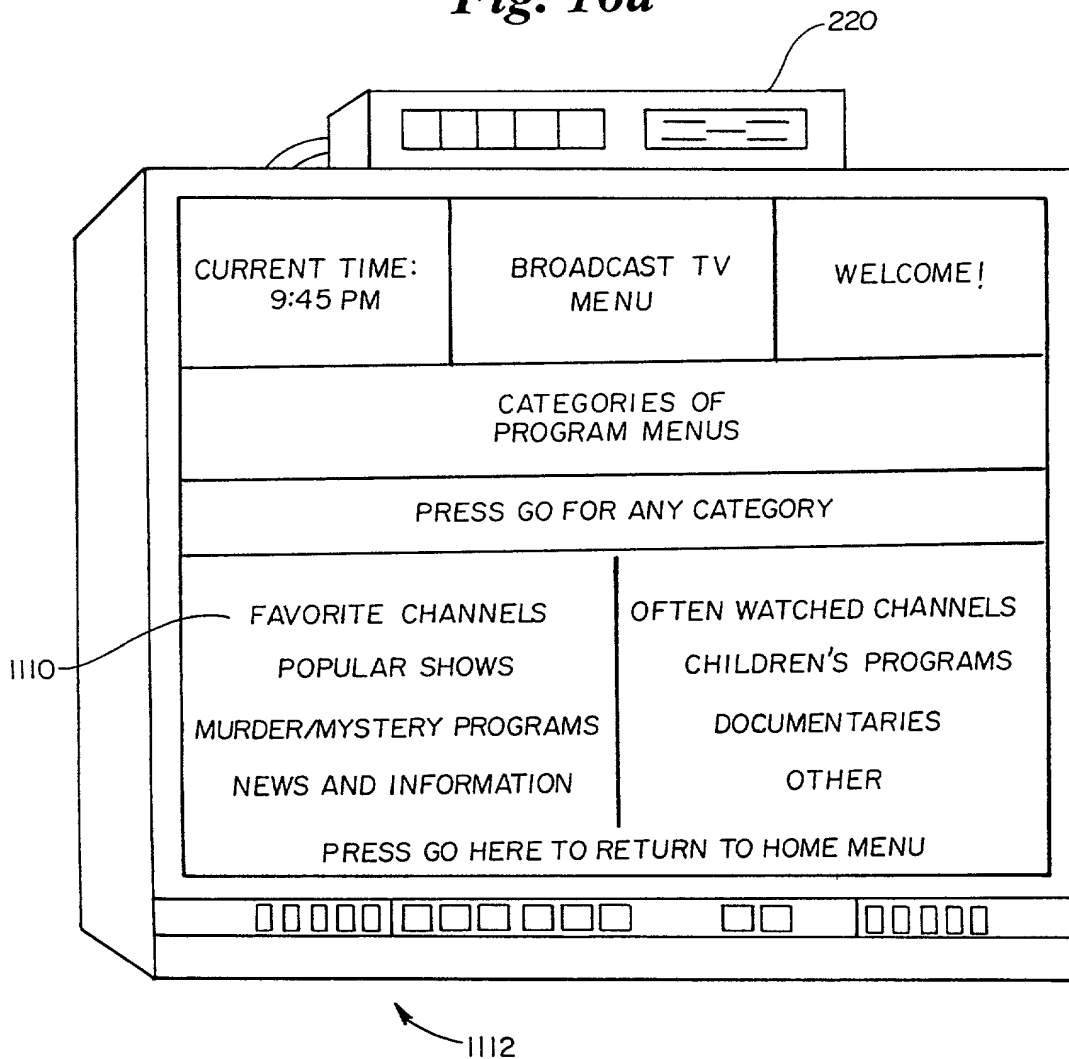 Fig. 16a
220
CURRENT TIME:
9:45 PM
BROADCAST TV
MENU
WELCOME!
CATEGORIES OF
PROGRAM MENUS
PRESS GO FOR ANY CATEGORY
FAVORITE CHANNELS
OFTEN WATCHED CHANNELS
1110
POPULAR SHOWS
CHILDREN'S PROGRAMS
MURDER/MYSTERY PROGRAMS
DOCUMENTARIES
NEWS AND INFORMATION
OTHER
PRESS GO HERE TO RETURN TO HOME MENU
1112